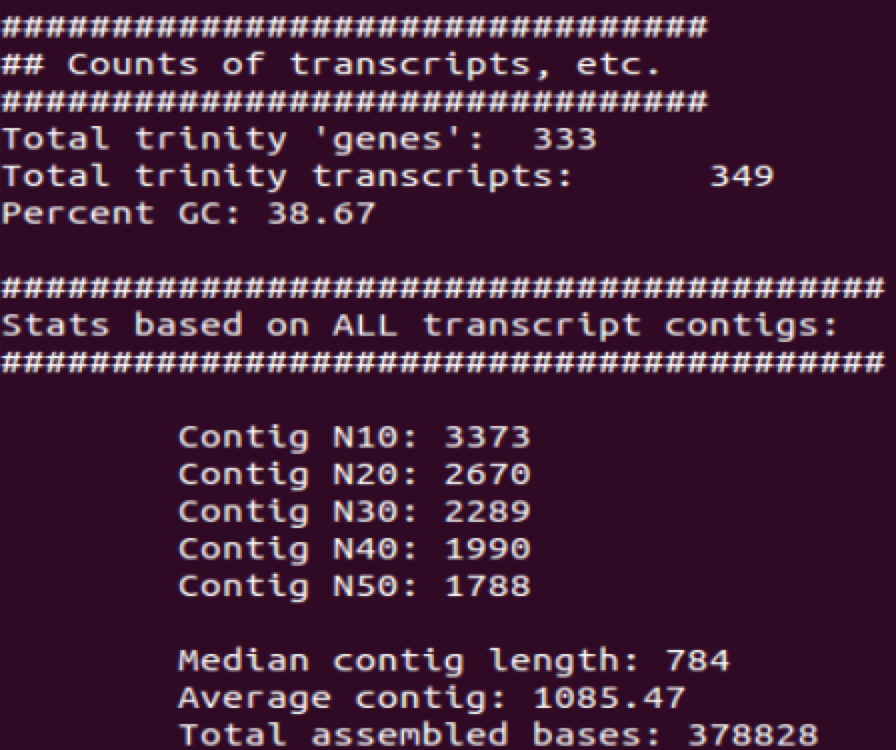 ################################
## Counts of transcripts, etc.
################################
Total trinity 'genes':  333
Total trinity transcripts:      349
Percent GC: 38.67
########################################
Stats based on ALL transcript contigs:
########################################
Contig N10: 3373
Contig N20: 2670
Contig N30: 2289
Contig N40: 1990
Contig N50: 1788
Median contig length: 784
Average contig: 1085.47
Total assembled bases: 378828